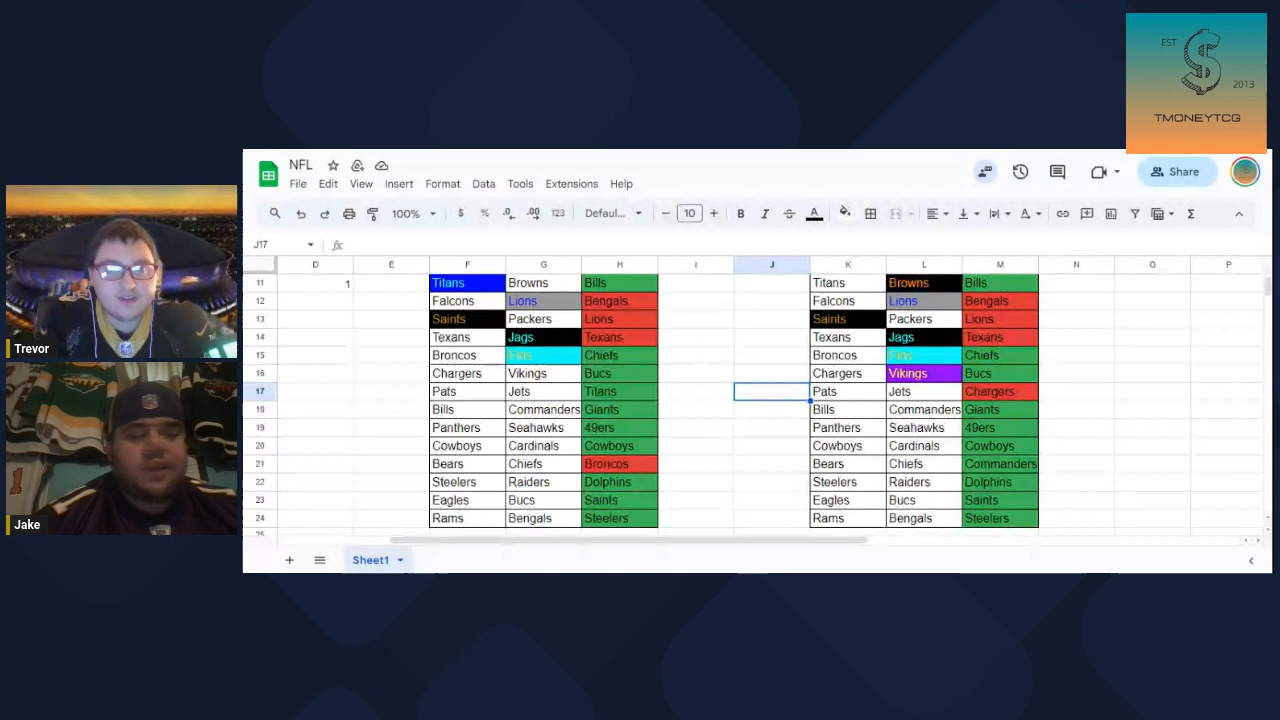 EST
2013
TMONEYTCG
NFL
File Edit View Insert Format Data Tools Extensions Help
Share
100% $ % .0 .00 123 Defaul... 10 B I A
J17 fx
D E F G H I J K L M N O P
11 1 Titans Browns Bills Titans Browns Bills
12 Falcons Lions Bengals Falcons Lions Bengals
13 Saints Packers Lions Saints Packers Lions
14 Texans Jags Texans Texans Jags Texans
15 Broncos Fins Chiefs Broncos Fins Chiefs
16 Chargers Vikings Bucs Chargers Vikings Bucs
17 Pats Jets Titans Pats Jets Chargers
18 Bills Commanders Giants Bills Commanders Giants
19 Panthers Seahawks 49ers Panthers Seahawks 49ers
20 Cowboys Cardinals Cowboys Cowboys Cardinals Cowboys
21 Bears Chiefs Broncos Bears Chiefs Commanders
22 Steelers Raiders Dolphins Steelers Raiders Dolphins
23 Eagles Bucs Saints Eagles Bucs Saints
24 Rams Bengals Steelers Rams Bengals Steelers
Sheet1
Trevor
Jake